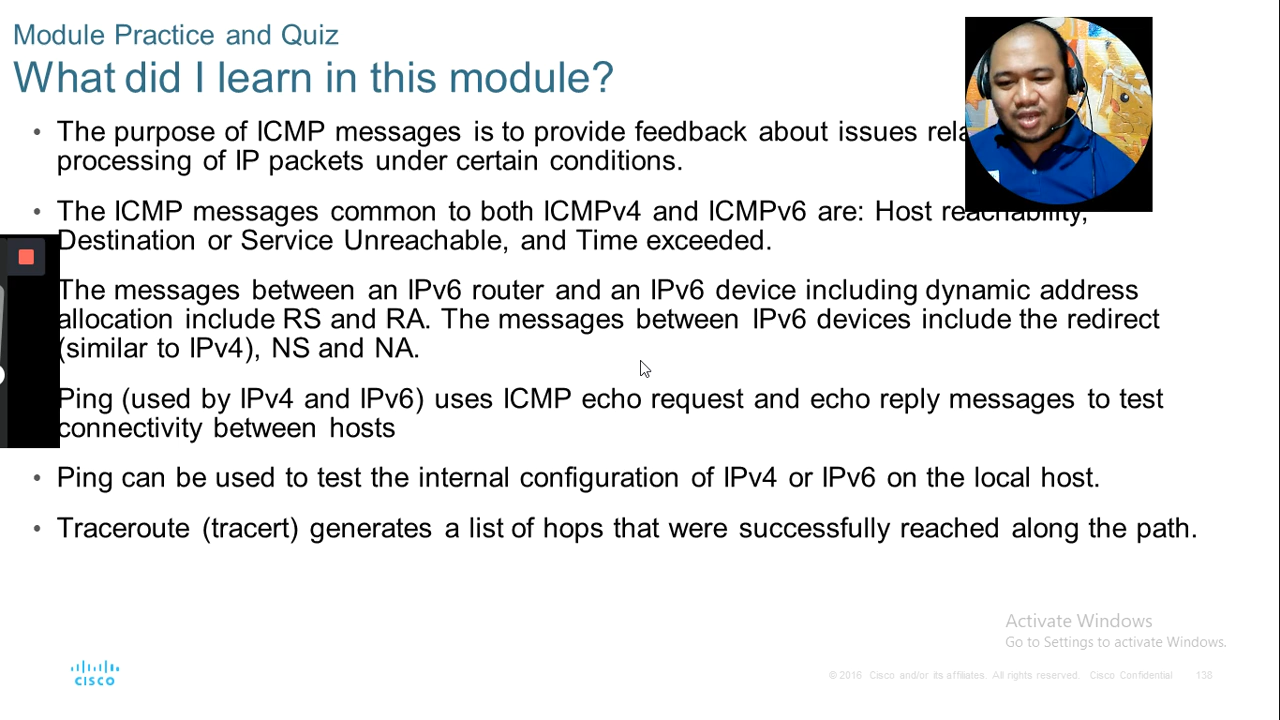 Module Practice and Quiz
What did I learn in this module?
• The purpose of ICMP messages is to provide feedback about issues
processing of IP packets under certain conditions.
• The ICMP messages common to both ICMPv4 and ICMPv6 are: Host reachability,
Destination or Service Unreachable, and Time exceeded.
The messages between an IPv6 router and an IPv6 device including dynamic address
allocation include RS and RA. The messages between IPv6 devices include the redirect
(similar to IPv4), NS and NA.
Ping (used by IPv4 and IPv6) uses ICMP echo request and echo reply messages to test
connectivity between hosts
• Ping can be used to test the internal configuration of IPv4 or IPv6 on the local host.
• Traceroute (tracert) generates a list of hops that were successfully reached along the path.
Activate Windows
Go to Settings to activate Windows.
CISCO
© 2016 Cisco and/or its affiliates. All rights reserved. Cisco Confidential 138